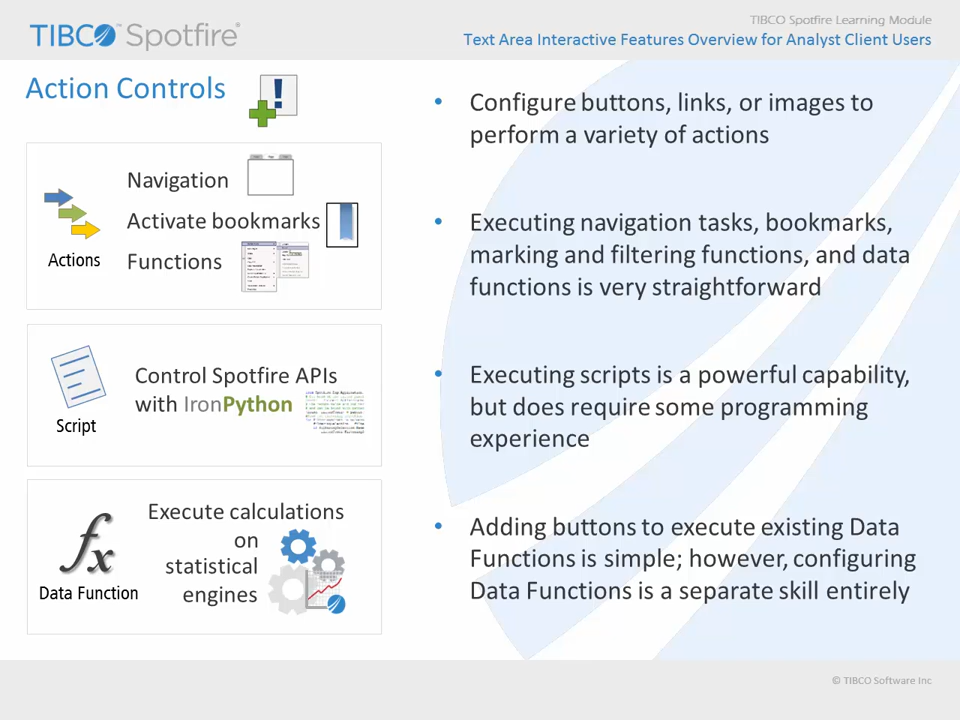 TIBCO Spotfire®
TIBCO Spotfire Learning Module
Text Area Interactive Features Overview for Analyst Client Users
Action Controls
!
Navigation
Activate bookmarks
Functions
Actions
Control Spotfire APIs
with IronPython
Script
Execute calculations
on
statistical
engines
fx
Data Function
• Configure buttons, links, or images to
perform a variety of actions
• Executing navigation tasks, bookmarks,
marking and filtering functions, and data
functions is very straightforward
• Executing scripts is a powerful capability,
but does require some programming
experience
• Adding buttons to execute existing Data
Functions is simple; however, configuring
Data Functions is a separate skill entirely
© TIBCO Software Inc